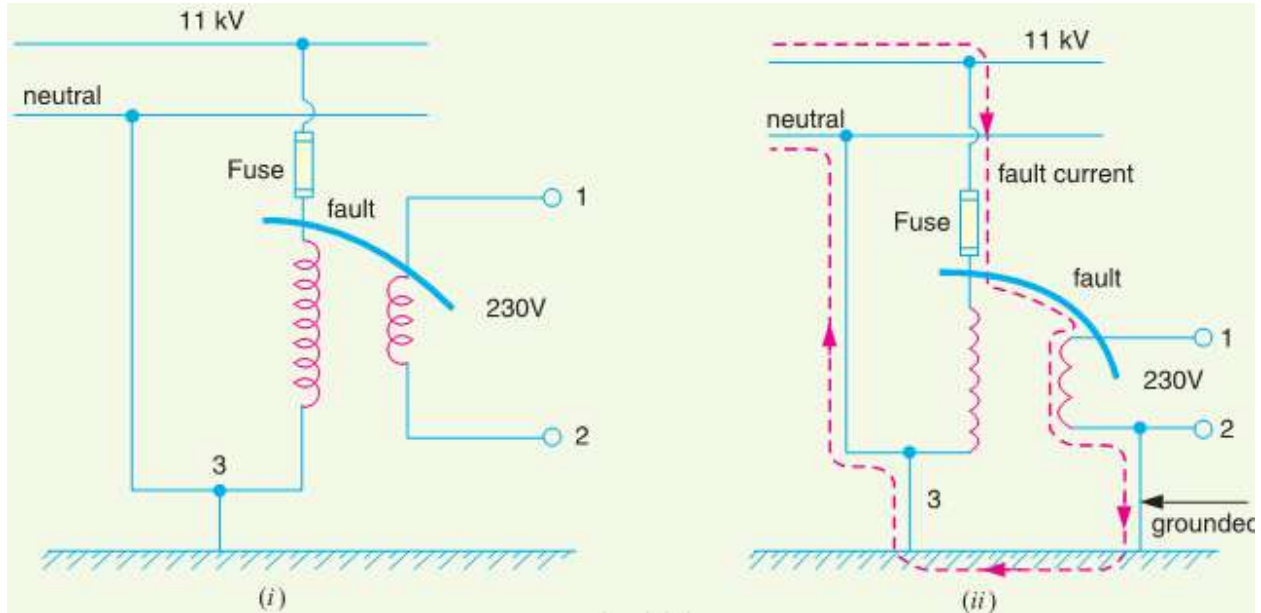 11 kV
neutral
Fuse
fault
1
230V
2
3
(i)
11 kV
neutral
fault current
Fuse
fault
1
230V
2
3
grounded
(ii)